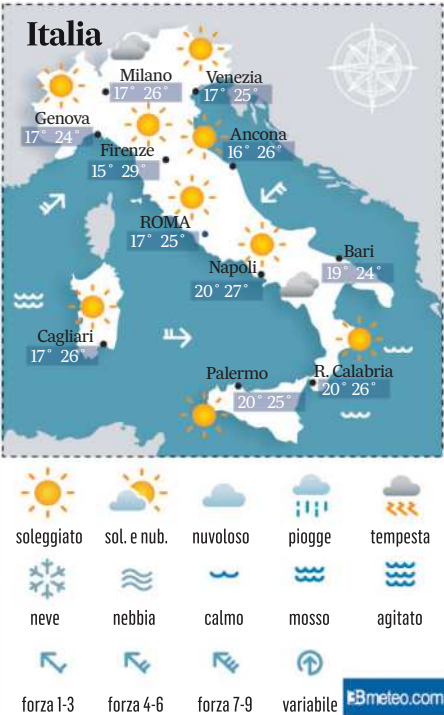 Italia
Milano
17° 26°
Venezia
17° 25°
Genova
17° 24°
Firenze
15° 29°
Ancona
16° 26°
ROMA
17° 25°
Bari
19° 24°
Napoli
20° 27°
Cagliari
17° 26°
Palermo
20° 25°
R. Calabria
20° 26°
soleggiato sol. e nub. nuvoloso piogge tempesta
neve nebbia calmo mosso agitato
forza 1-3 forza 4-6 forza 7-9 variabile
3Bmeteo.com